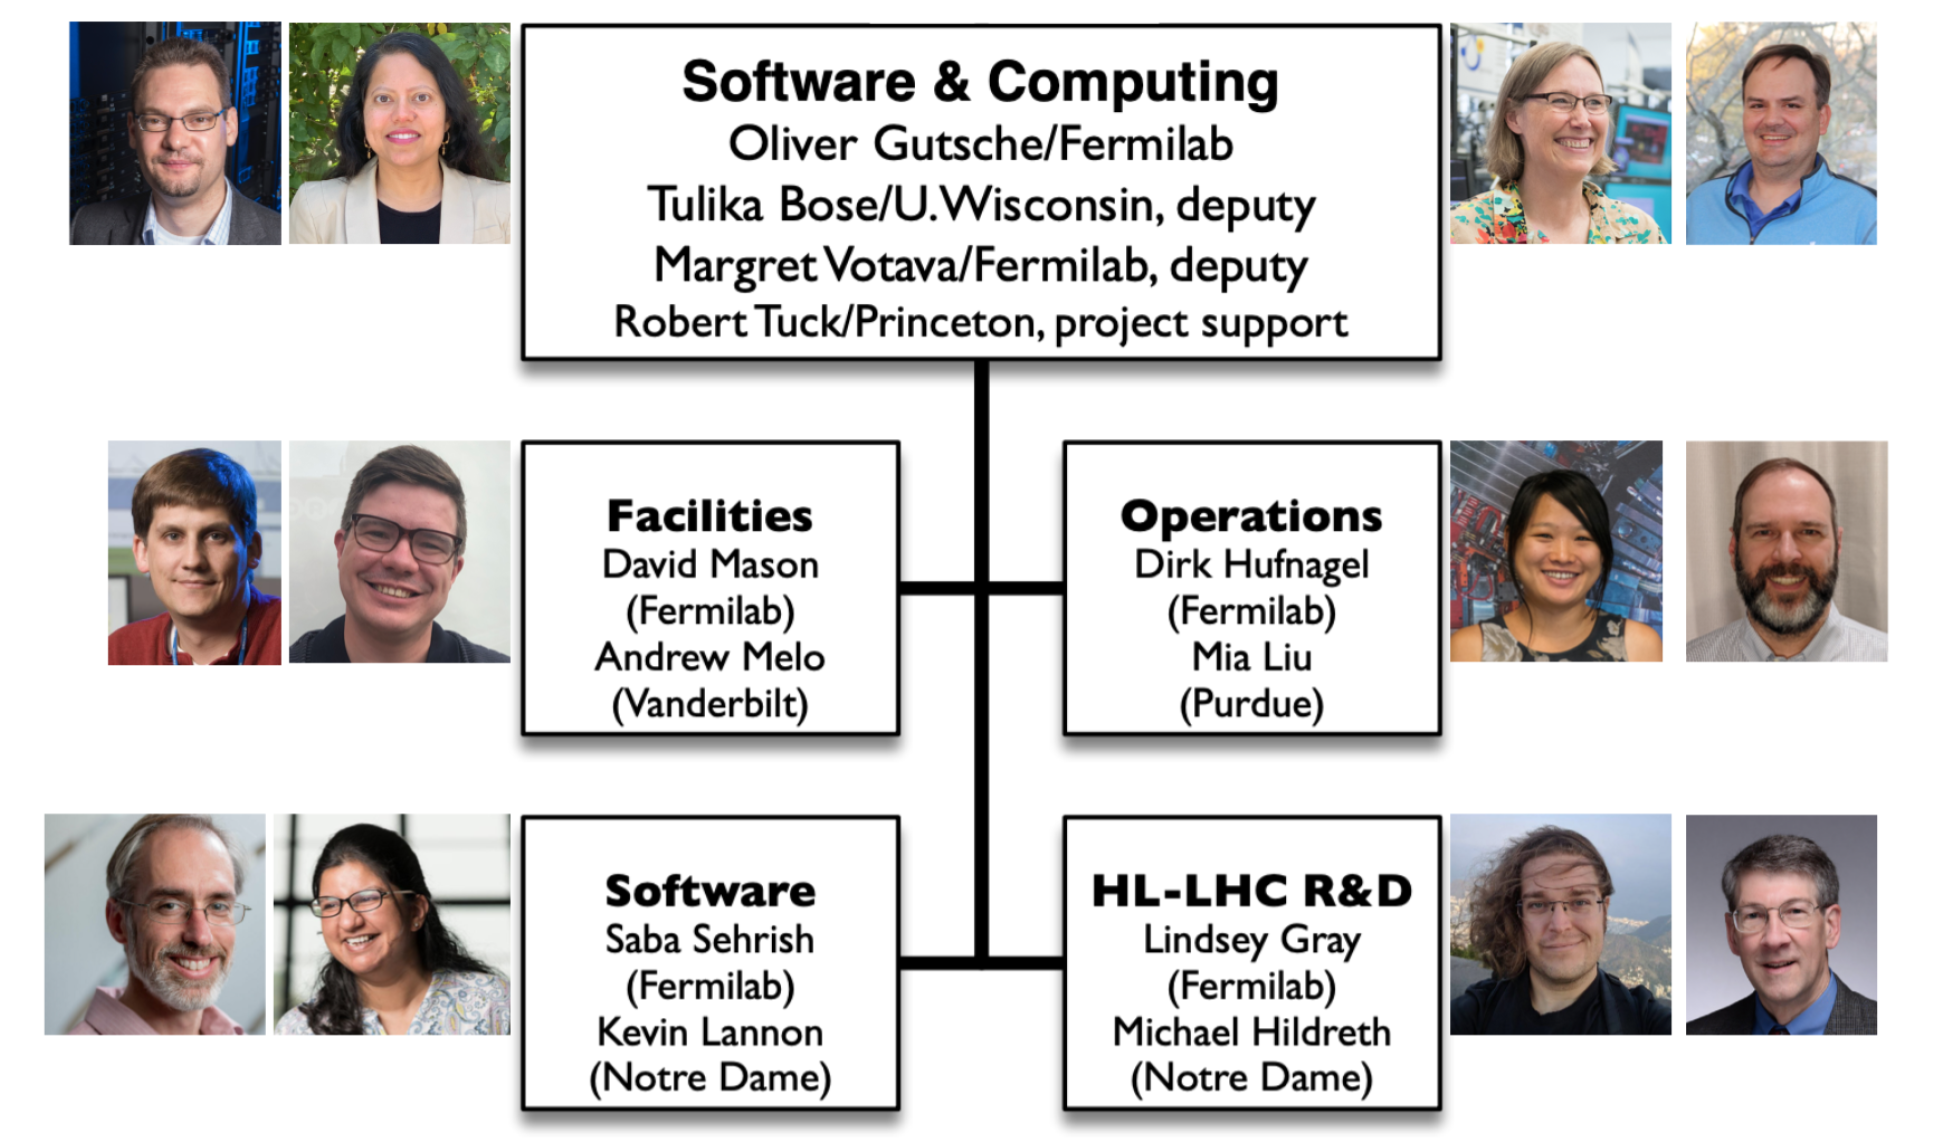 Software & Computing
Oliver Gutsche/Fermilab
Tulika Bose/U.Wisconsin, deputy
Margret Votava/Fermilab, deputy
Robert Tuck/Princeton, project support
Facilities
David Mason
(Fermilab)
Andrew Melo
(Vanderbilt)
Operations
Dirk Hufnagel
(Fermilab)
Mia Liu
(Purdue)
Software
Saba Sehrish
(Fermilab)
Kevin Lannon
(Notre Dame)
HL-LHC R&D
Lindsey Gray
(Fermilab)
Michael Hildreth
(Notre Dame)